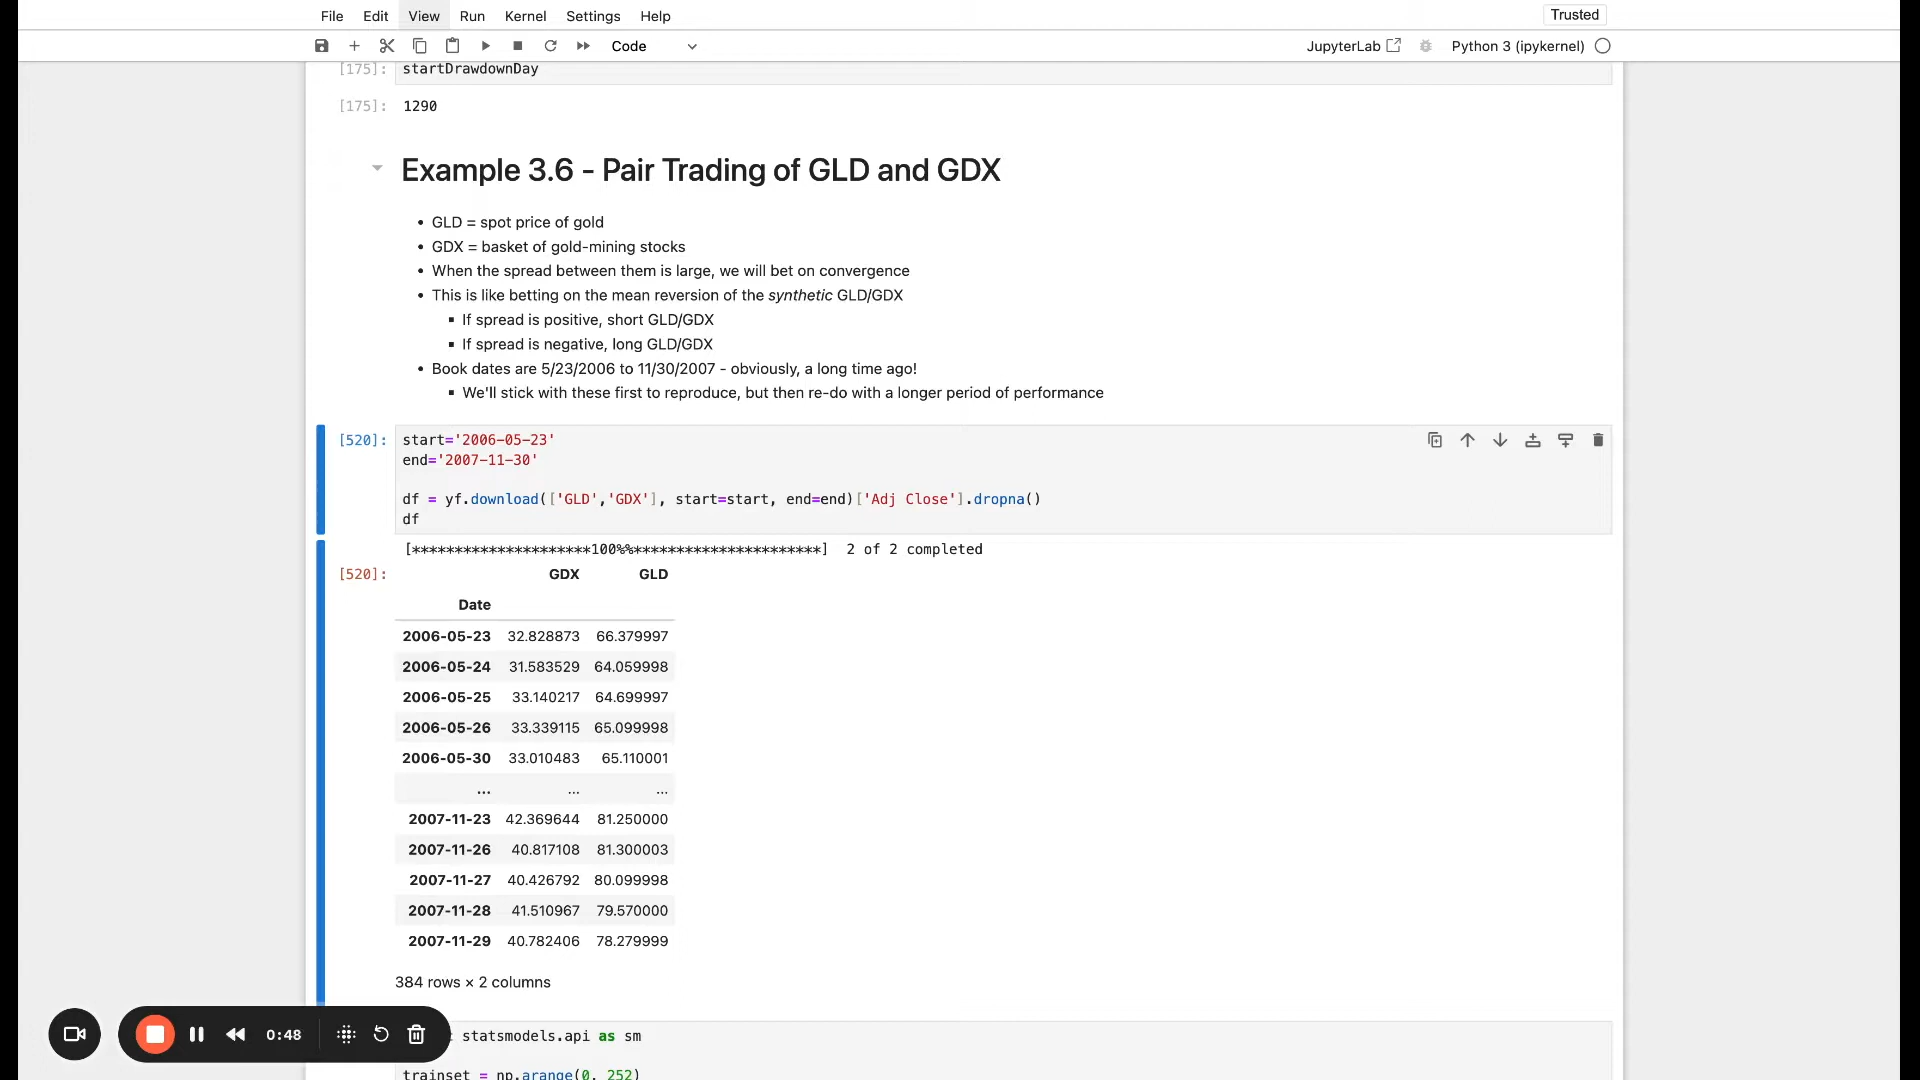 File Edit View Run Kernel Settings Help
Trusted
Code
JupyterLab
Python 3 (ipykernel)
[175]: startDrawdownDay
[175]: 1290
Example 3.6 - Pair Trading of GLD and GDX
• GLD = spot price of gold
• GDX = basket of gold-mining stocks
• When the spread between them is large, we will bet on convergence
• This is like betting on the mean reversion of the synthetic GLD/GDX
▪ If spread is positive, short GLD/GDX
▪ If spread is negative, long GLD/GDX
• Book dates are 5/23/2006 to 11/30/2007 - obviously, a long time ago!
▪ We'll stick with these first to reproduce, but then re-do with a longer period of performance
[520]: start='2006-05-23'
end='2007-11-30'
df = yf.download(['GLD','GDX'], start=start, end=end)['Adj Close'].dropna()
df
[*********************100%%**********************]  2 of 2 completed
[520]: GDX GLD
Date
2006-05-23 32.828873 66.379997
2006-05-24 31.583529 64.059998
2006-05-25 33.140217 64.699997
2006-05-26 33.339115 65.099998
2006-05-30 33.010483 65.110001
... ... ...
2007-11-23 42.369644 81.250000
2007-11-26 40.817108 81.300003
2007-11-27 40.426792 80.099998
2007-11-28 41.510967 79.570000
2007-11-29 40.782406 78.279999
384 rows × 2 columns
0:48
statsmodels.api as sm
trainset = np.arange(0, 252)